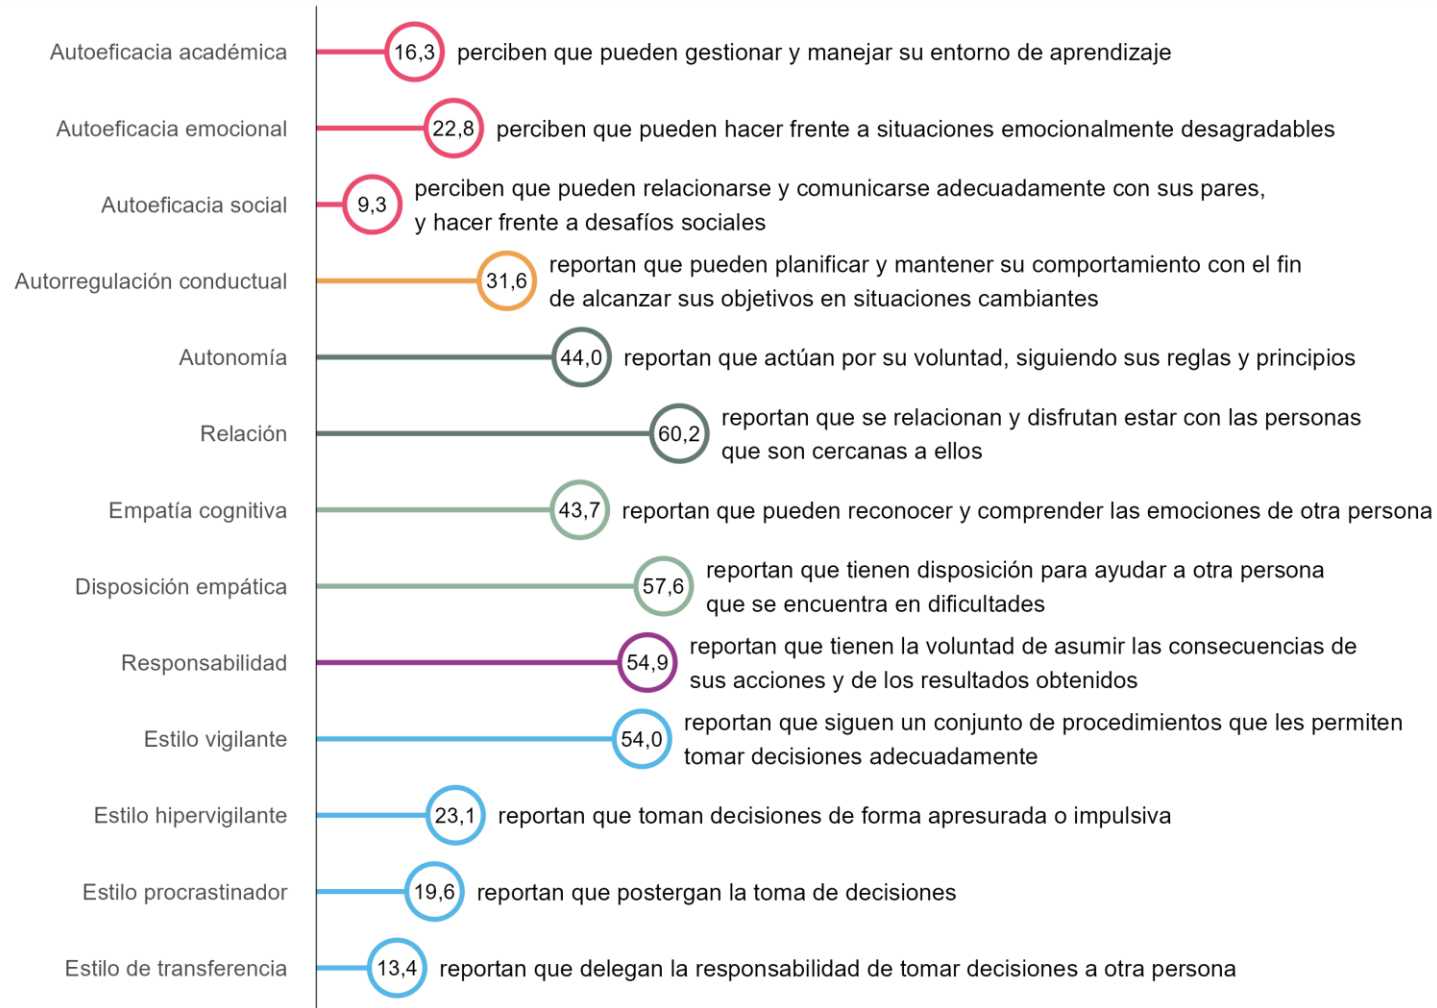 Autoeficacia académica 16,3 perciben que pueden gestionar y manejar su entorno de aprendizaje
Autoeficacia emocional 22,8 perciben que pueden hacer frente a situaciones emocionalmente desagradables
Autoeficacia social 9,3 perciben que pueden relacionarse y comunicarse adecuadamente con sus pares,
y hacer frente a desafíos sociales
Autorregulación conductual 31,6 reportan que pueden planificar y mantener su comportamiento con el fin
de alcanzar sus objetivos en situaciones cambiantes
Autonomía 44,0 reportan que actúan por su voluntad, siguiendo sus reglas y principios
Relación 60,2 reportan que se relacionan y disfrutan estar con las personas
que son cercanas a ellos
Empatía cognitiva 43,7 reportan que pueden reconocer y comprender las emociones de otra persona
Disposición empática 57,6 reportan que tienen disposición para ayudar a otra persona
que se encuentra en dificultades
Responsabilidad 54,9 reportan que tienen la voluntad de asumir las consecuencias de
sus acciones y de los resultados obtenidos
Estilo vigilante 54,0 reportan que siguen un conjunto de procedimientos que les permiten
tomar decisiones adecuadamente
Estilo hipervigilante 23,1 reportan que toman decisiones de forma apresurada o impulsiva
Estilo procrastinador 19,6 reportan que postergan la toma de decisiones
Estilo de transferencia 13,4 reportan que delegan la responsabilidad de tomar decisiones a otra persona